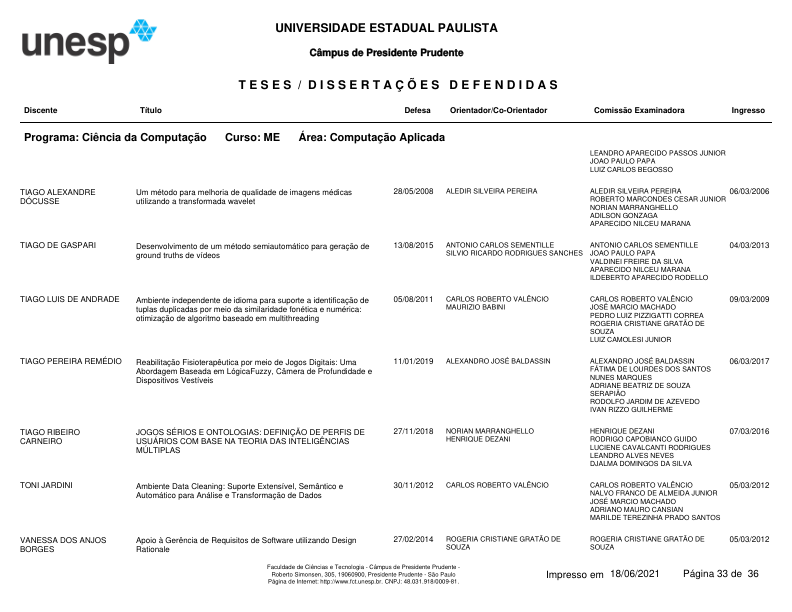 unesp
UNIVERSIDADE ESTADUAL PAULISTA
Câmpus de Presidente Prudente
TESES / DISSERTAÇÕES DEFENDIDAS
Discente Título Defesa Orientador/Co-Orientador Comissão Examinadora Ingresso
Programa: Ciência da Computação Curso: ME Área: Computação Aplicada
LEANDRO APARECIDO PASSOS JUNIOR
JOAO PAULO PAPA
LUIZ CARLOS BEGOSSO
TIAGO ALEXANDRE
DÓCUSSE
Um método para melhoria de qualidade de imagens médicas
utilizando a transformada wavelet
28/05/2008
ALEDIR SILVEIRA PEREIRA
ALEDIR SILVEIRA PEREIRA
ROBERTO MARCONDES CESAR JUNIOR
NORIAN MARRANGHELLO
ADILSON GONZAGA
APARECIDO NILCEU MARANA
06/03/2006
TIAGO DE GASPARI
Desenvolvimento de um método semiautomático para geração de
ground truths de vídeos
13/08/2015
ANTONIO CARLOS SEMENTILLE
SILVIO RICARDO RODRIGUES SANCHES
ANTONIO CARLOS SEMENTILLE
JOAO PAULO PAPA
VALDINEI FREIRE DA SILVA
APARECIDO NILCEU MARANA
ILDEBERTO APARECIDO RODELLO
04/03/2013
TIAGO LUIS DE ANDRADE
Ambiente independente de idioma para suporte a identificação de
tuplas duplicadas por meio da similaridade fonética e numérica:
otimização de algoritmo baseado em multithreading
05/08/2011
CARLOS ROBERTO VALÊNCIO
MAURIZIO BABINI
CARLOS ROBERTO VALÊNCIO
JOSÉ MARCIO MACHADO
PEDRO LUIZ PIZZIGATTI CORREA
ROGERIA CRISTIANE GRATÃO DE
SOUZA
LUIZ CAMOLESI JUNIOR
09/03/2009
TIAGO PEREIRA REMÉDIO
Reabilitação Fisioterapêutica por meio de Jogos Digitais: Uma
Abordagem Baseada em LógicaFuzzy, Câmera de Profundidade e
Dispositivos Vestíveis
11/01/2019
ALEXANDRO JOSÉ BALDASSIN
ALEXANDRO JOSÉ BALDASSIN
FÁTIMA DE LOURDES DOS SANTOS
NUNES MARQUES
ADRIANE BEATRIZ DE SOUZA
SERAPIÃO
RODOLFO JARDIM DE AZEVEDO
IVAN RIZZO GUILHERME
06/03/2017
TIAGO RIBEIRO
CARNEIRO
JOGOS SÉRIOS E ONTOLOGIAS: DEFINIÇÃO DE PERFIS DE
USUÁRIOS COM BASE NA TEORIA DAS INTELIGÊNCIAS
MÚLTIPLAS
27/11/2018
NORIAN MARRANGHELLO
HENRIQUE DEZANI
HENRIQUE DEZANI
RODRIGO CAPOBIANCO GUIDO
LUCIENE CAVALCANTI RODRIGUES
LEANDRO ALVES NEVES
DJALMA DOMINGOS DA SILVA
07/03/2016
TONI JARDINI
Ambiente Data Cleaning: Suporte Extensível, Semântico e
Automático para Análise e Transformação de Dados
30/11/2012
CARLOS ROBERTO VALÊNCIO
CARLOS ROBERTO VALÊNCIO
NALVO FRANCO DE ALMEIDA JUNIOR
JOSÉ MARCIO MACHADO
ADRIANO MAURO CANSIAN
MARILDE TEREZINHA PRADO SANTOS
05/03/2012
VANESSA DOS ANJOS
BORGES
Apoio à Gerência de Requisitos de Software utilizando Design
Rationale
27/02/2014
ROGERIA CRISTIANE GRATÃO DE
SOUZA
ROGERIA CRISTIANE GRATÃO DE
SOUZA
05/03/2012
Faculdade de Ciências e Tecnologia - Câmpus de Presidente Prudente -
Roberto Simonsen, 305, 19060900, Presidente Prudente - São Paulo
Página de Internet: http://www.fct.unesp.br. CNPJ: 48.031.918/0009-81.
Impresso em 18/06/2021 Página 33 de 36